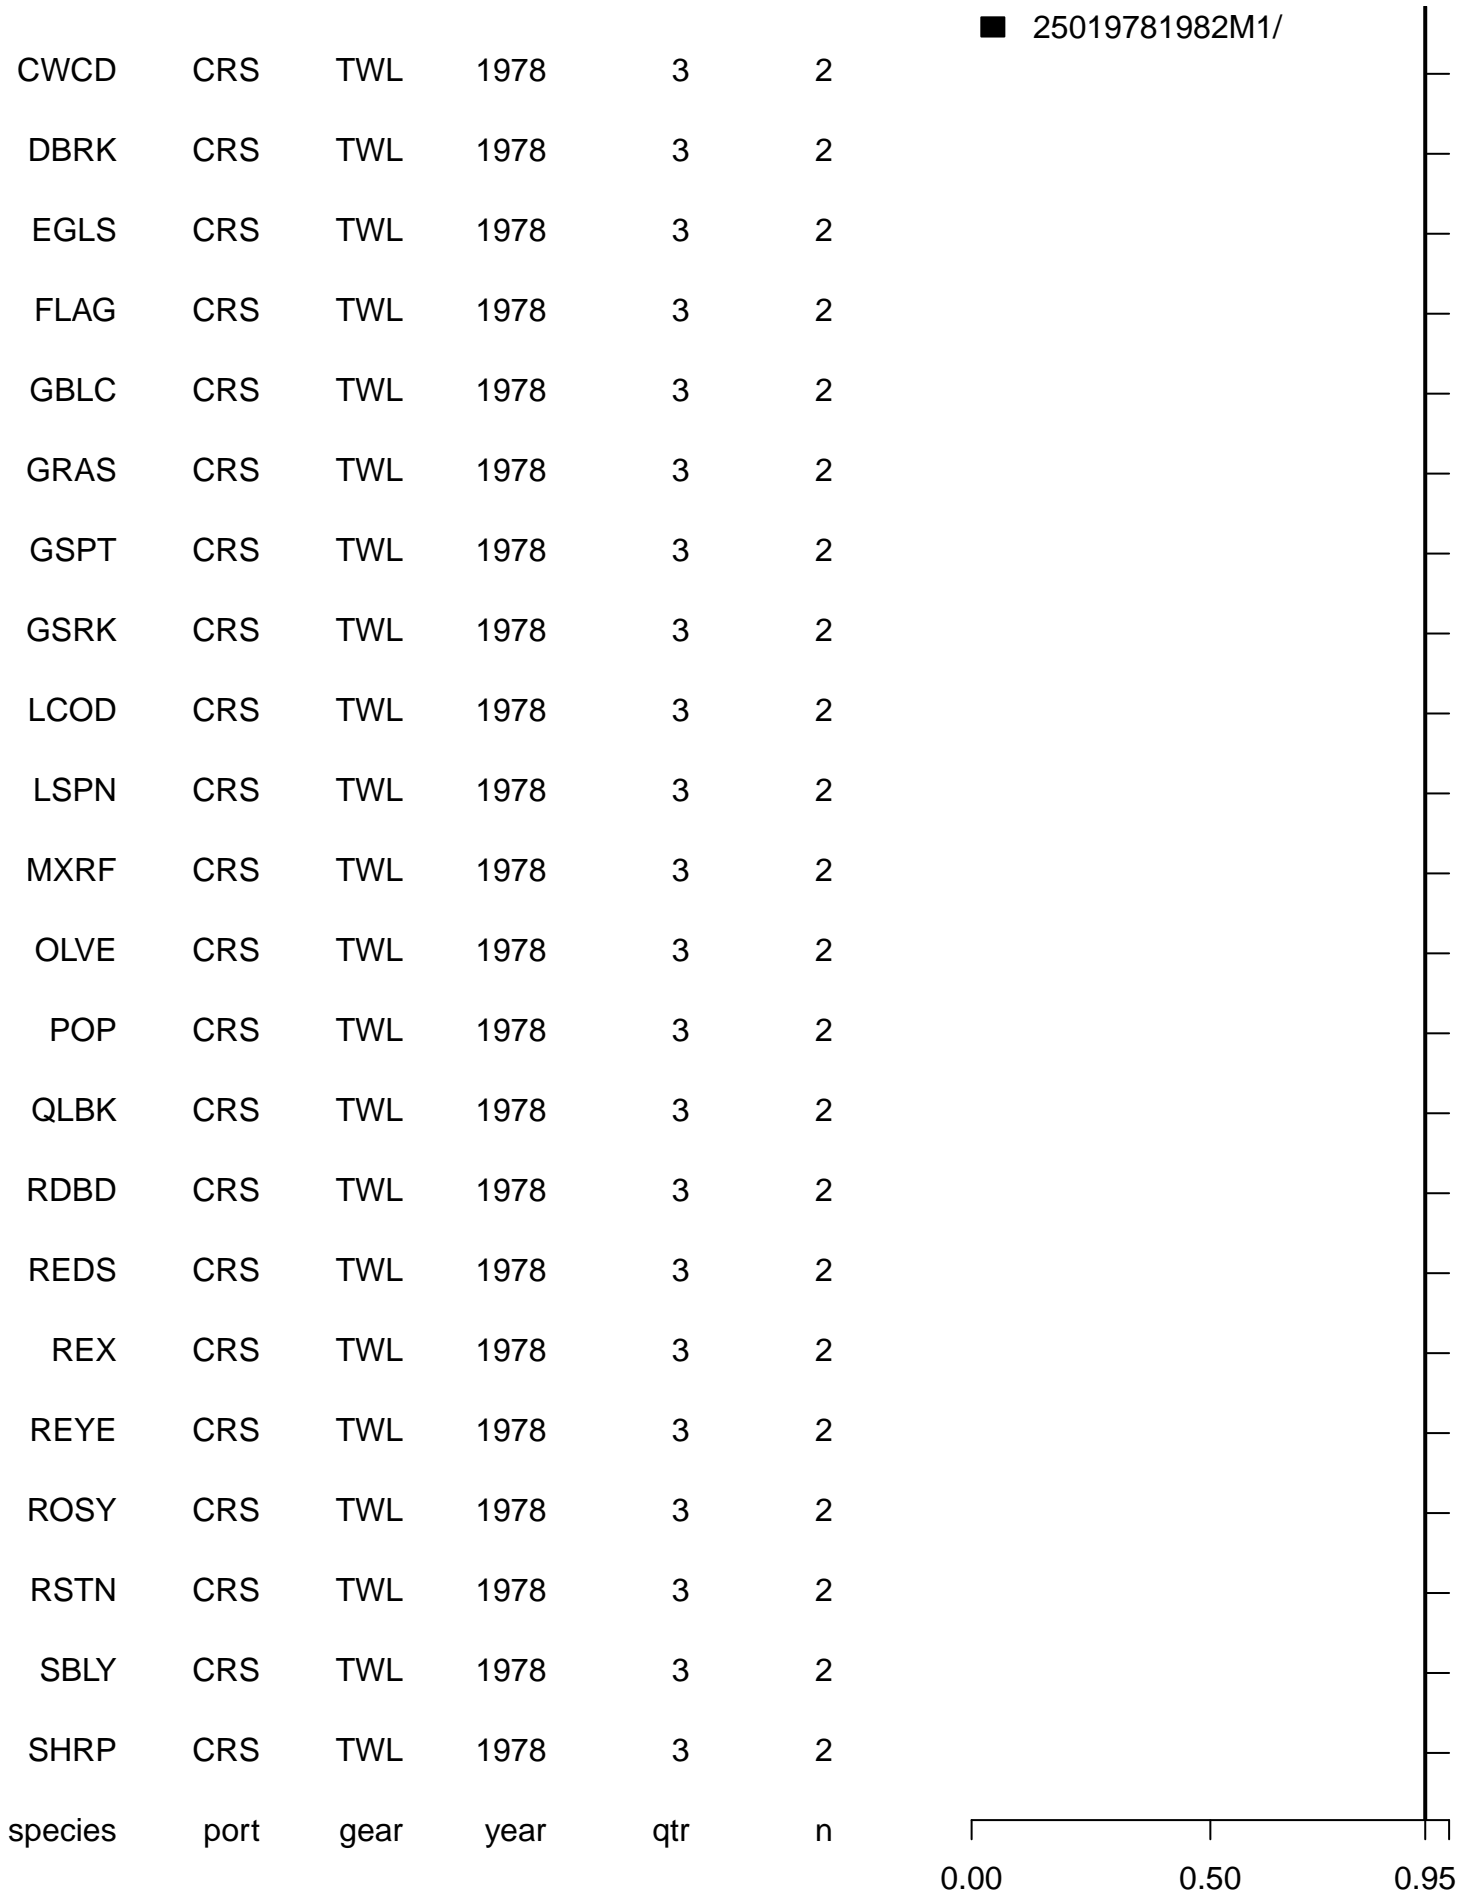 25019781982M1/
CWCD CRS TWL 1978 3 2
DBRK CRS TWL 1978 3 2
EGLS CRS TWL 1978 3 2
FLAG CRS TWL 1978 3 2
GBLC CRS TWL 1978 3 2
GRAS CRS TWL 1978 3 2
GSPT CRS TWL 1978 3 2
GSRK CRS TWL 1978 3 2
LCOD CRS TWL 1978 3 2
LSPN CRS TWL 1978 3 2
MXRF CRS TWL 1978 3 2
OLVE CRS TWL 1978 3 2
POP CRS TWL 1978 3 2
QLBK CRS TWL 1978 3 2
RDBD CRS TWL 1978 3 2
REDS CRS TWL 1978 3 2
REX CRS TWL 1978 3 2
REYE CRS TWL 1978 3 2
ROSY CRS TWL 1978 3 2
RSTN CRS TWL 1978 3 2
SBLY CRS TWL 1978 3 2
SHRP CRS TWL 1978 3 2
species port gear year qtr n
0.00 0.50 0.95